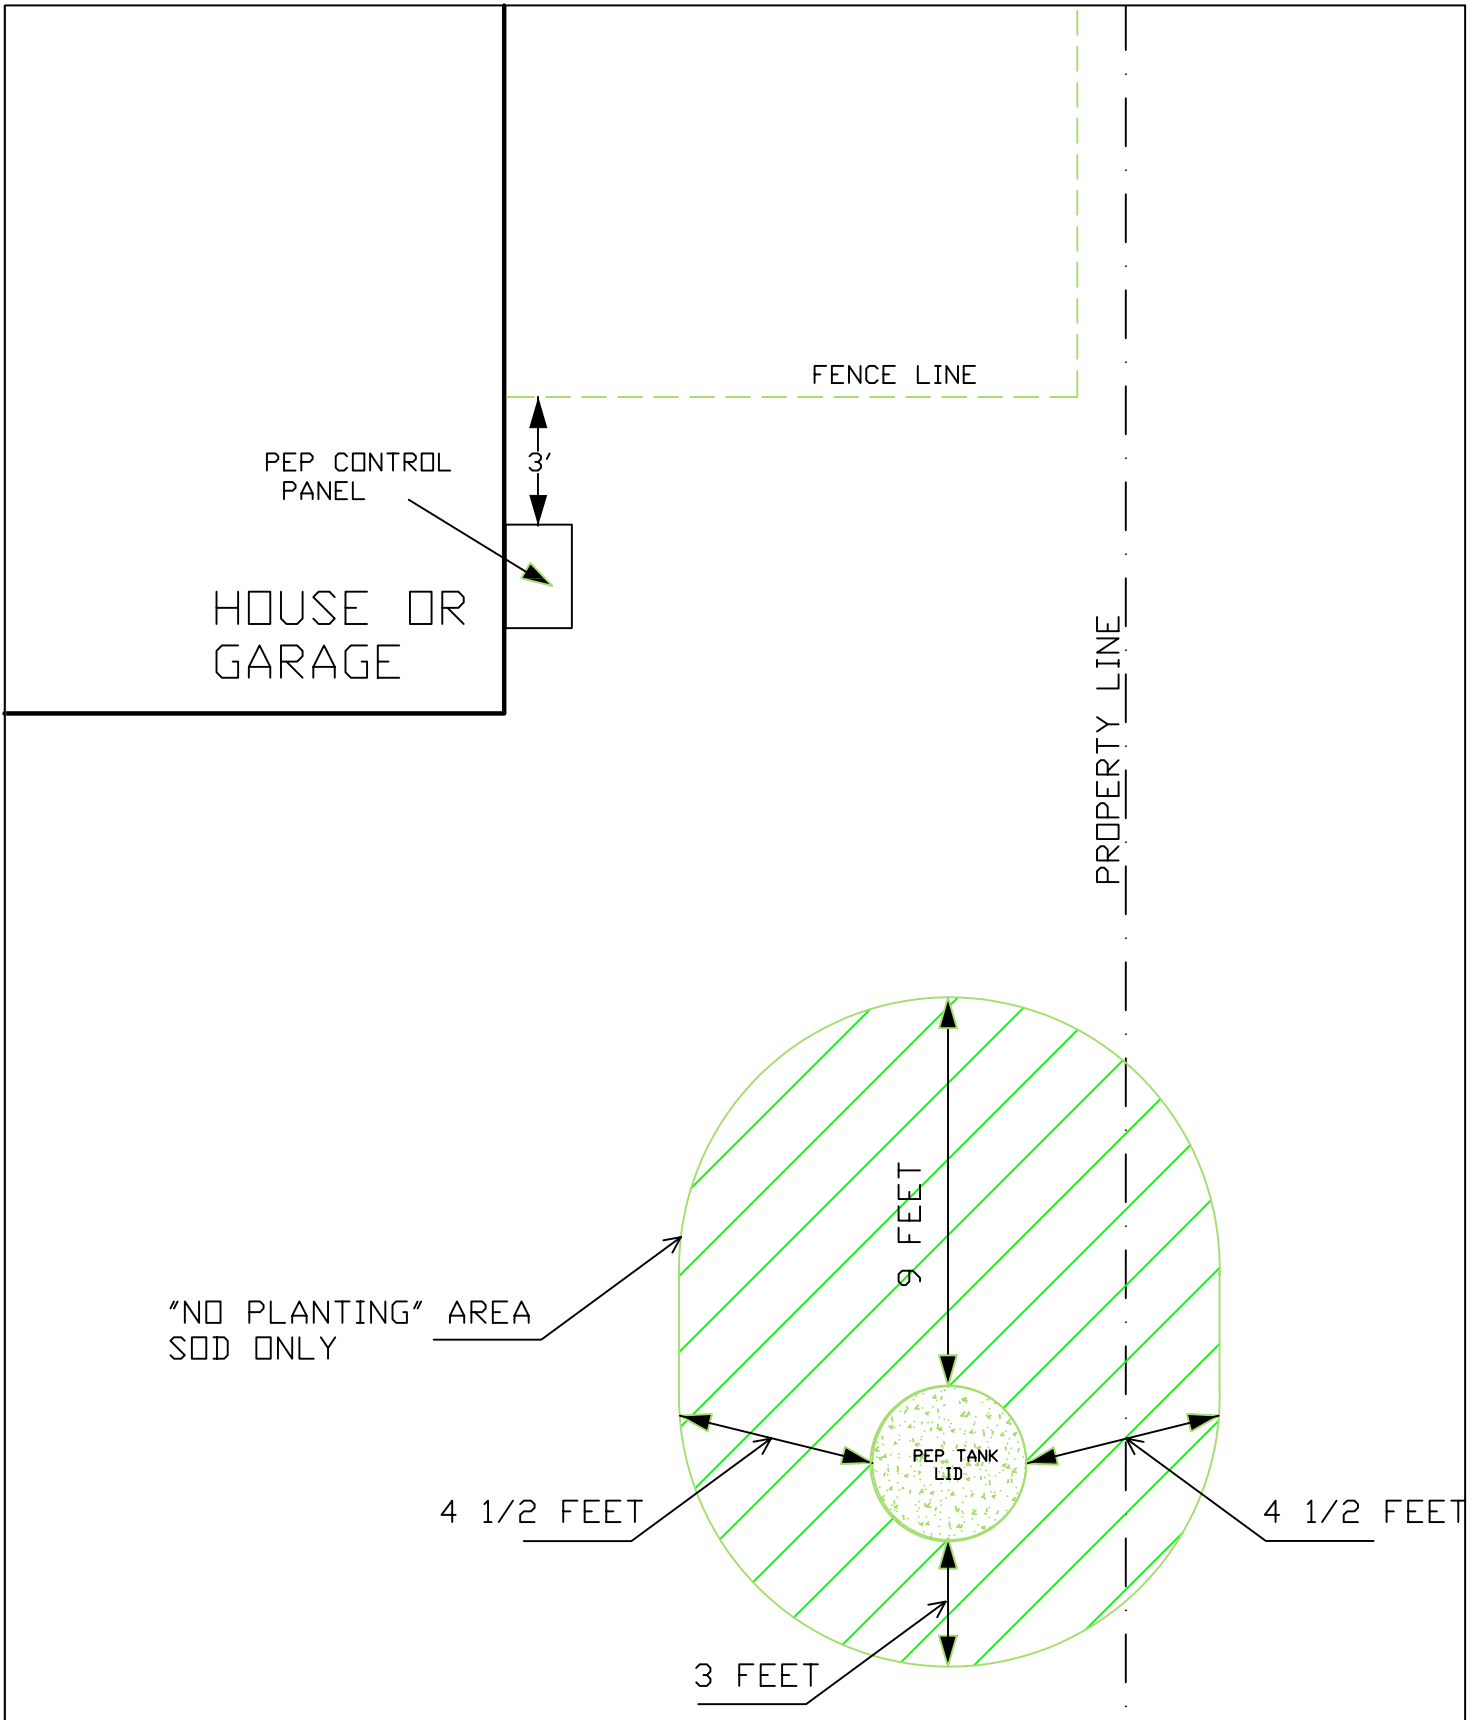 FENCE LINE
PEP CONTROL
PANEL
3'
HOUSE OR
GARAGE
PROPERTY LINE
9 FEET
"NO PLANTING" AREA
SOD ONLY
PEP TANK
LID
4 1/2 FEET
4 1/2 FEET
3 FEET